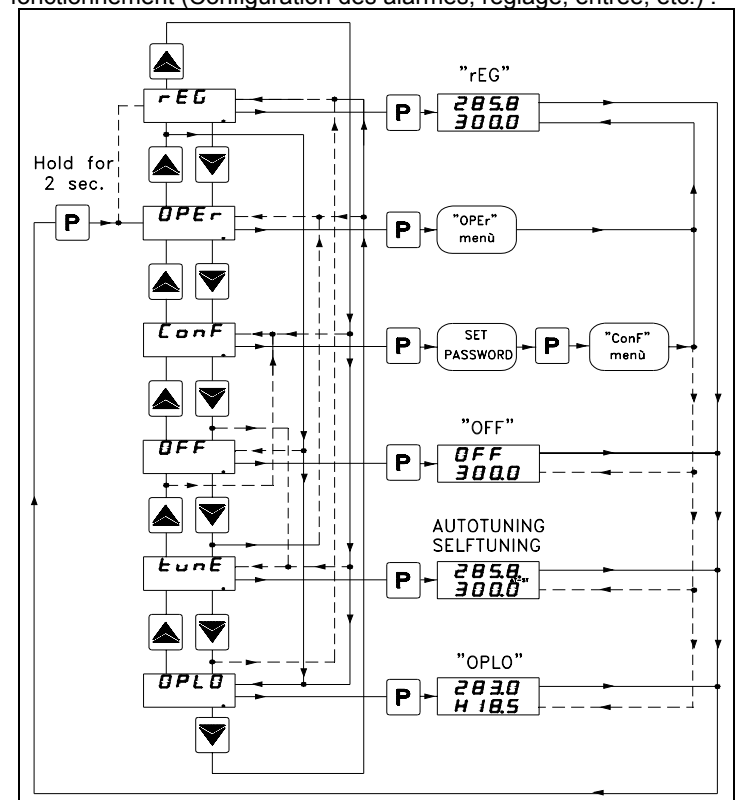 fonctionnement (Configuration des alarmes, réglage, entrée, etc.) :
"rEG"
rEG
P
285.8
300.0
Hold for
2 sec.
P
OPEr
P
"OPEr"
menù
ConF
P
SET
PASSWORD
P
"ConF"
menù
"OFF"
OFF
P
OFF
300.0
AUTOTUNING
SELFTUNING
tunE
P
285.8
300.0
"OPLO"
OPLO
P
283.0
H 18.5